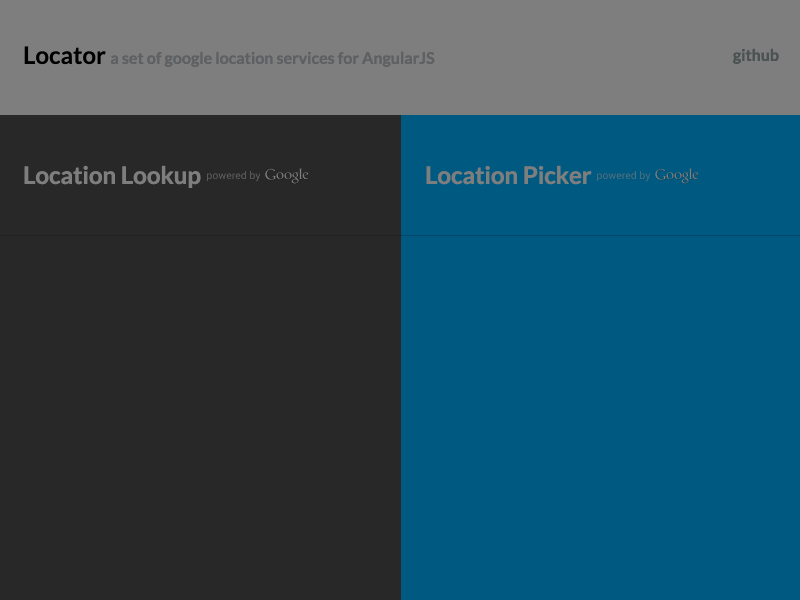 Locator a set of google location services for AngularJS
github
Location Lookup powered by Google
Location Picker powered by Google